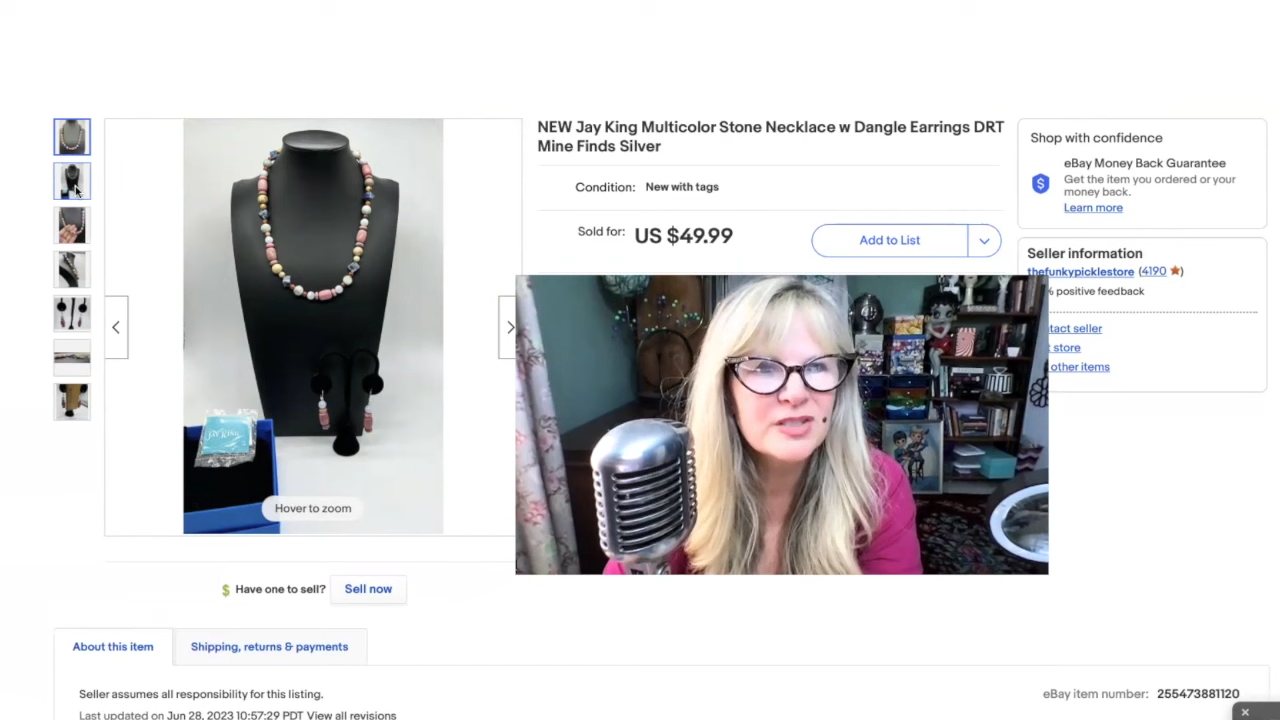 NEW Jay King Multicolor Stone Necklace w Dangle Earrings DRT
Mine Finds Silver
Condition: New with tags
Sold for: US $49.99
Add to List
Shop with confidence
eBay Money Back Guarantee
Get the item you ordered or your
money back.
Learn more
Seller information
thefunkypicklestore (4190 )
% positive feedback
tact seller
t store
other items
JAY KING
Hover to zoom
Have one to sell? Sell now
About this item
Shipping, returns & payments
Seller assumes all responsibility for this listing.
Last updated on Jun 28, 2023 10:57:29 PDT View all revisions
eBay item number: 255473881120